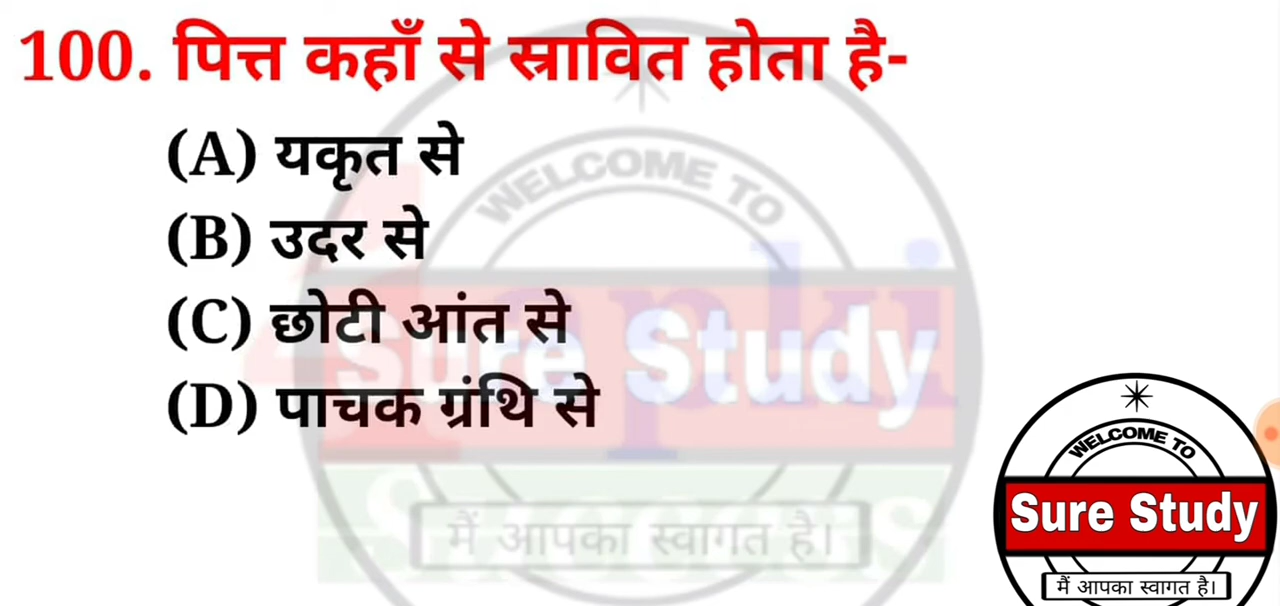 100. पित्त कहाँ से स्रावित होता है-
(A) यकृत से
(B) उदर से
(C) छोटी आंत से
(D) पाचक ग्रंथि से
WELCOME TO
Sure Study
मैं आपका स्वागत है।
WELCOME TO
Sure Study
मैं आपका स्वागत है।